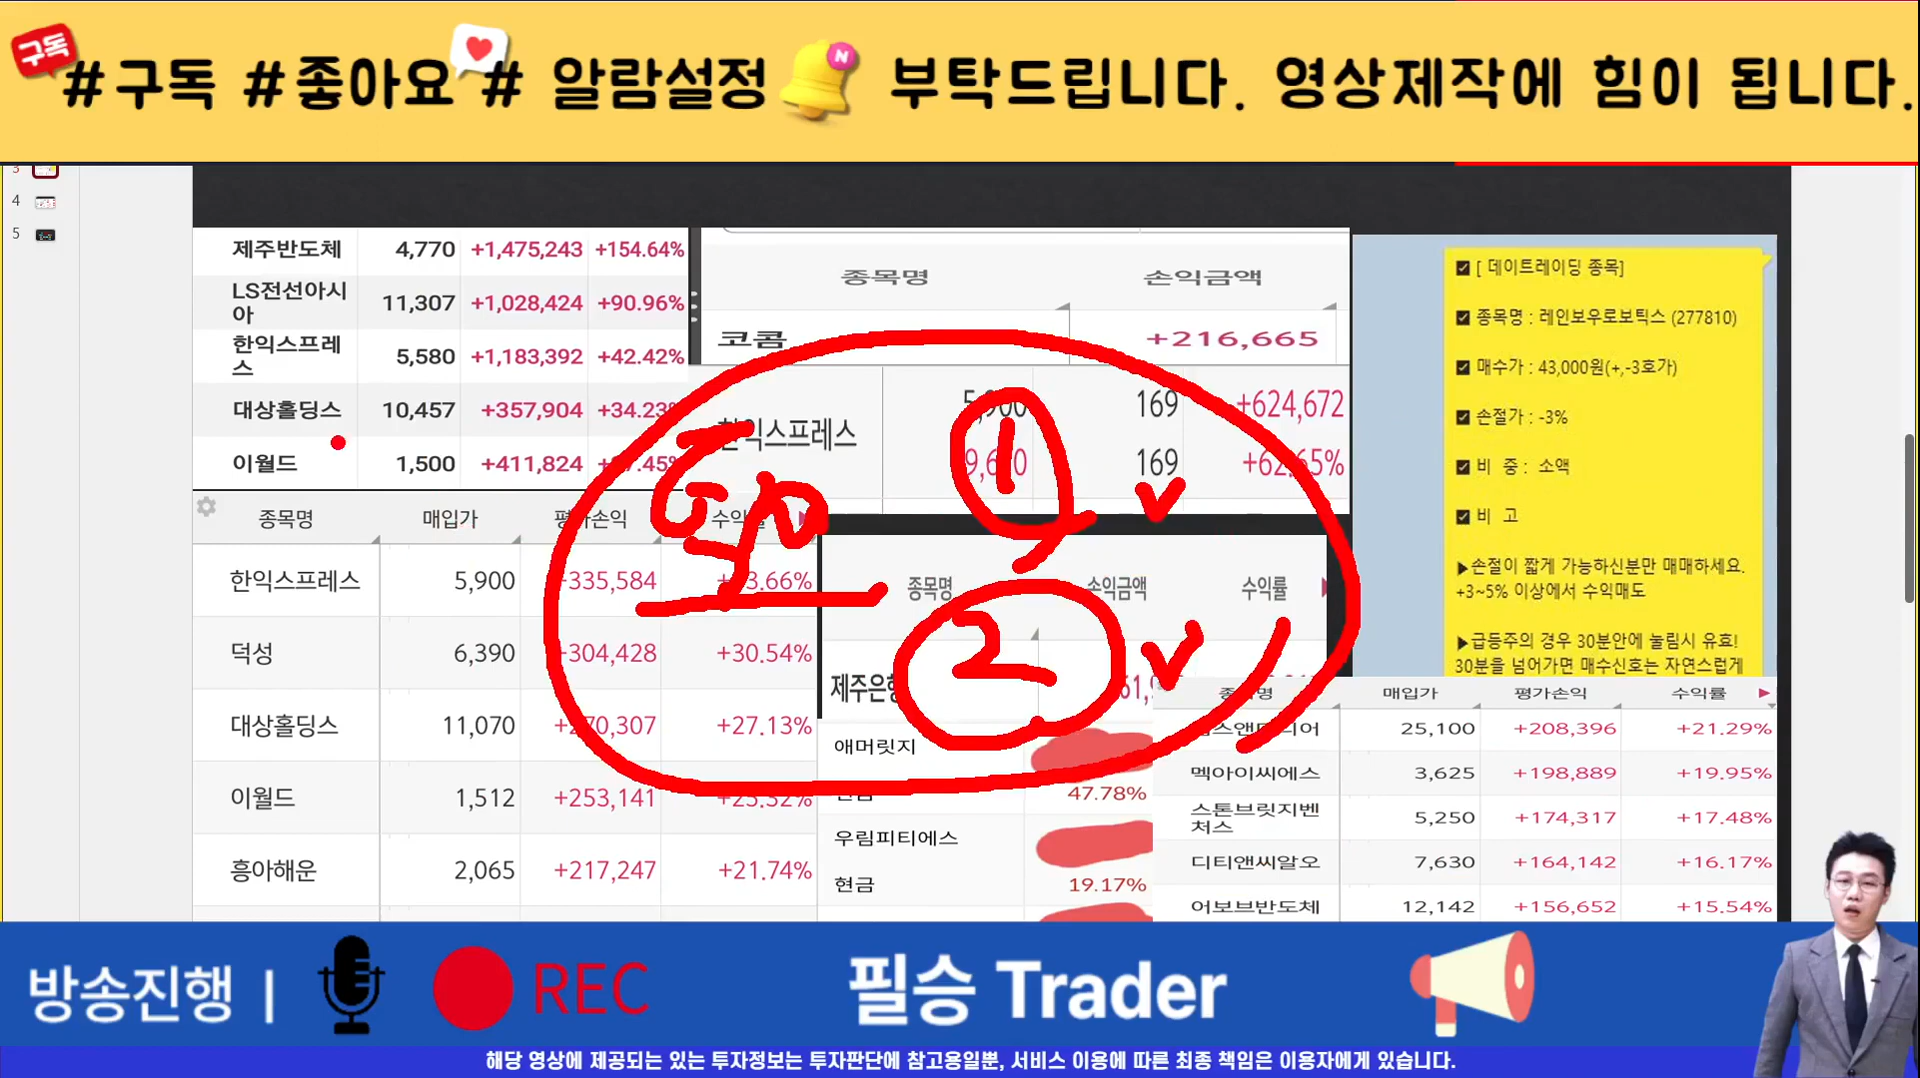 구독
#구독 #좋아요 # 알람설정 N 부탁드립니다. 영상제작에 힘이 됩니다.
3
4
5
제주반도체 4,770 +1,475,243 +154.64%
LS전선아시아 11,307 +1,028,424 +90.96%
한익스프레스 5,580 +1,183,392 +42.42%
대상홀딩스 10,457 +357,904 +34.23%
이월드 1,500 +411,824
종목명 손익금액
코콤 +216,665
한익스프레스 5,900 169 +624,672
169
1
2
종목명 매입가 평가손익
한익스프레스 5,900 +335,584
덕성 6,390 +304,428 +30.54%
대상홀딩스 11,070 +27.13%
이월드 1,512 +253,141
흥아해운 2,065 +217,247 +21.74%
종목명 손익금액 수익률
애머릿지
47.78%
우림피티에스
현금 19.17%
☑ [ 데이트레이딩 종목]
☑ 종목명 : 레인보우로보틱스 (277810)
☑ 매수가 : 43,000원(+,-3호가)
☑ 손절가 : -3%
☑ 비 중 : 소액
☑ 비 고
▶손절이 짧게 가능하신분만 매매하세요.
+3~5% 이상에서 수익매도
▶급등주의 경우 30분안에 눌림시 유효!
30분을 넘어가면 매수신호는 자연스럽게
매입가 평가손익 수익률
25,100 +208,396 +21.29%
멕아이씨에스 3,625 +198,889 +19.95%
스톤브릿지벤처스 5,250 +174,317 +17.48%
디티앤씨알오 7,630 +164,142 +16.17%
어보브반도체 12,142 +156,652 +15.54%
방송진행 | REC 필승 Trader
해당 영상에 제공되는 있는 투자정보는 투자판단에 참고용일뿐, 서비스 이용에 따른 최종 책임은 이용자에게 있습니다.